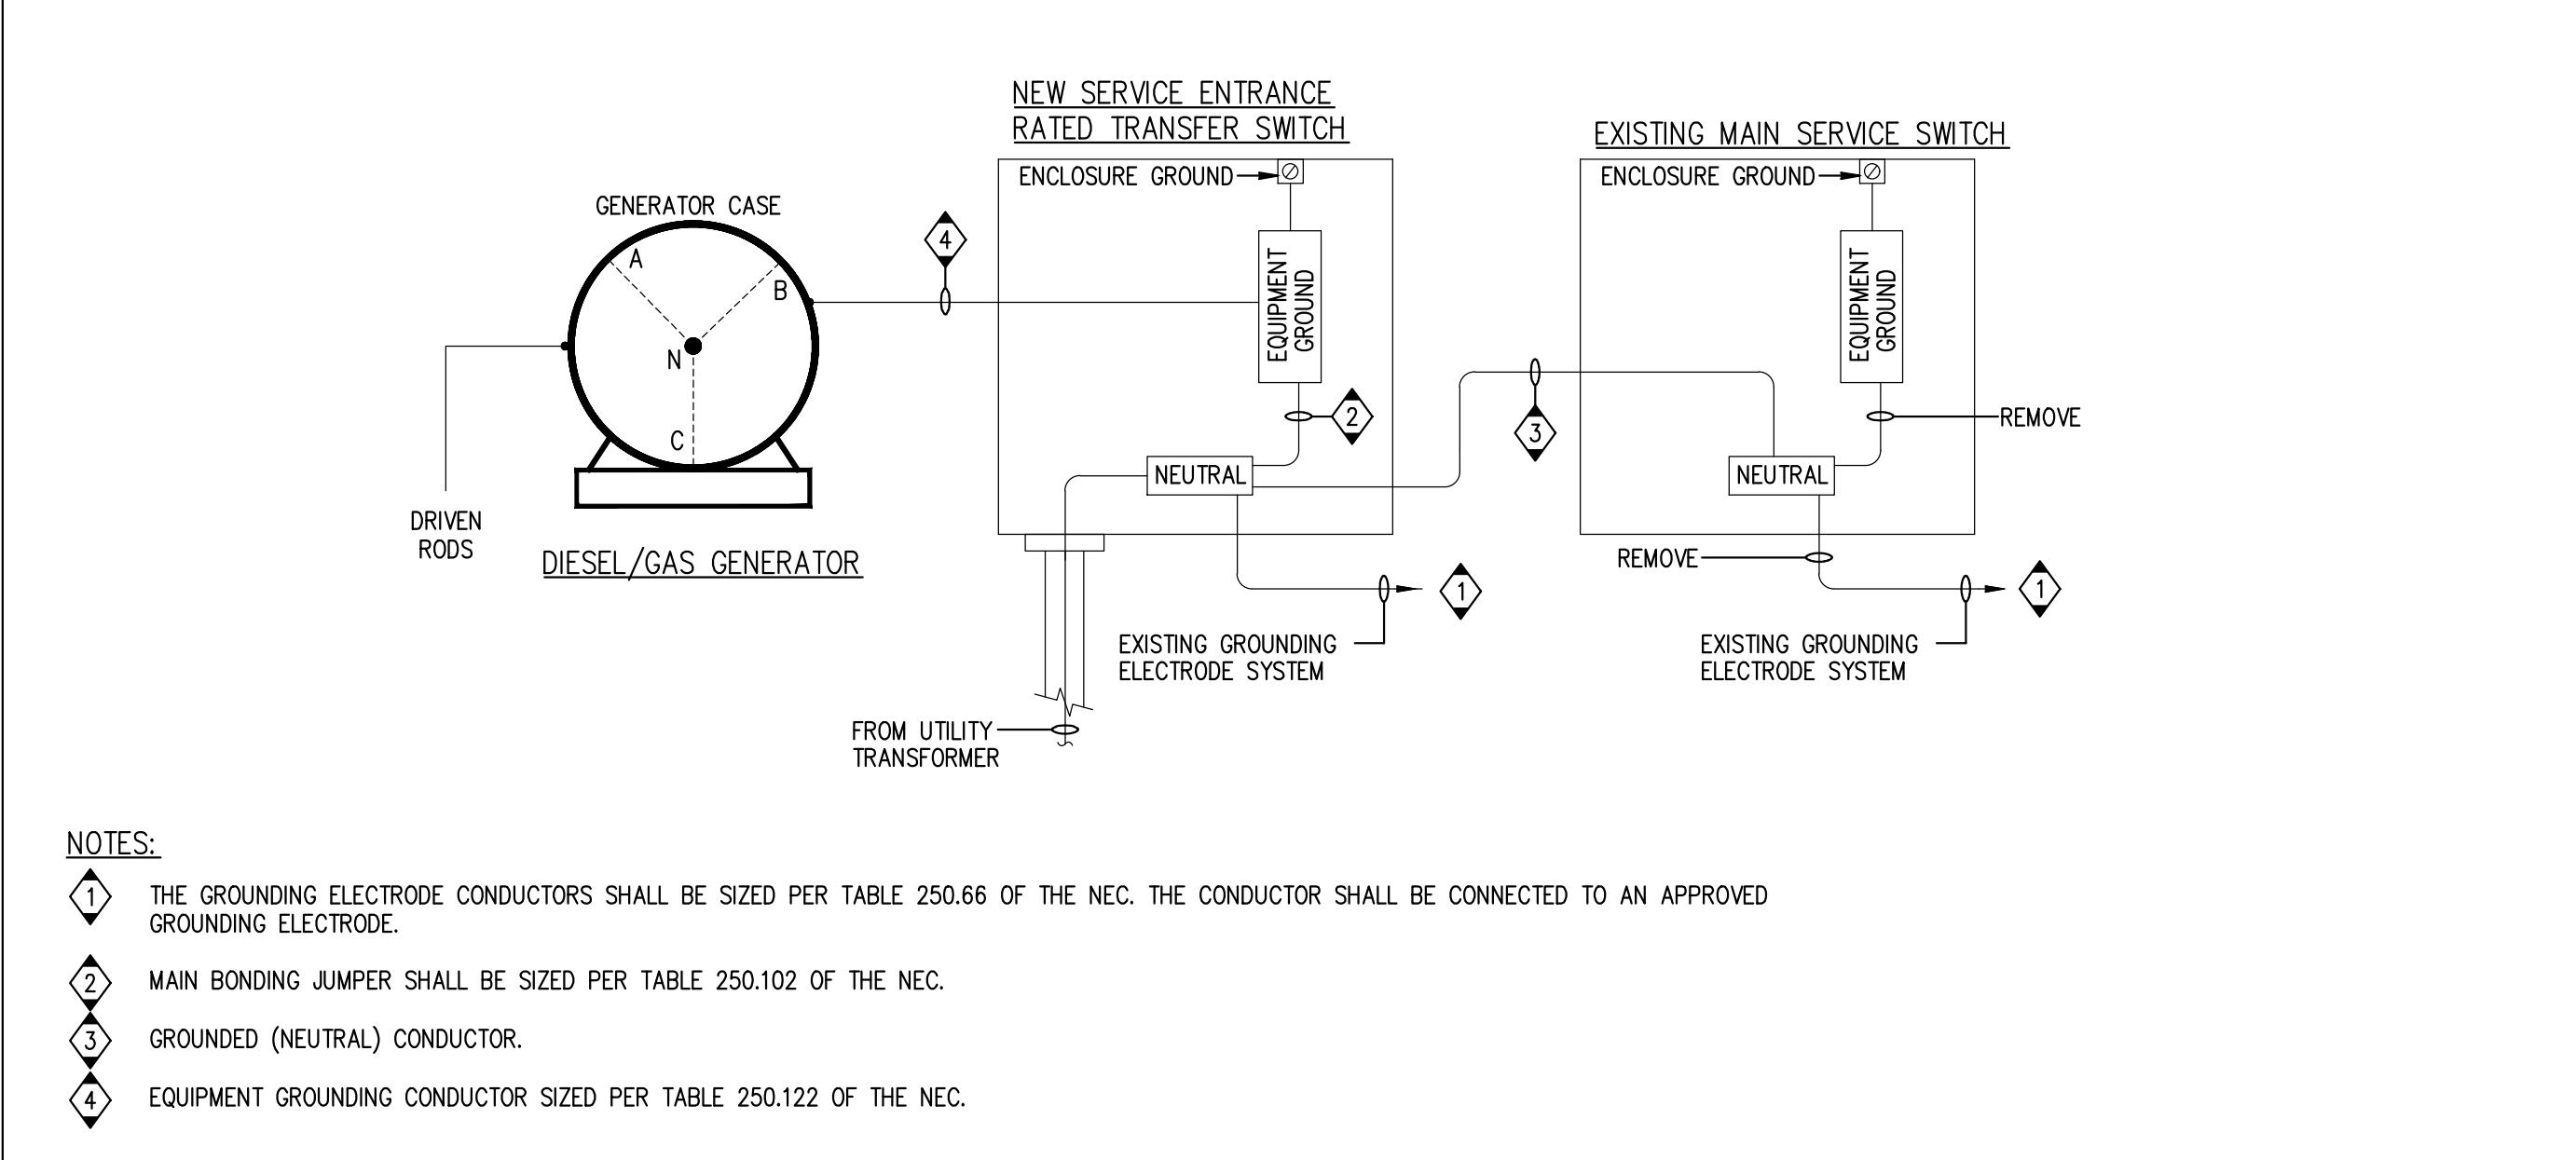 NEW SERVICE ENTRANCE
RATED TRANSFER SWITCH
EXISTING MAIN SERVICE SWITCH
ENCLOSURE GROUND
ENCLOSURE GROUND
GENERATOR CASE
4
A
B
N
C
EQUIPMENT
GROUND
EQUIPMENT
GROUND
2
3
REMOVE
NEUTRAL
NEUTRAL
DRIVEN
RODS
DIESEL/GAS GENERATOR
REMOVE
1
1
EXISTING GROUNDING
ELECTRODE SYSTEM
EXISTING GROUNDING
ELECTRODE SYSTEM
FROM UTILITY
TRANSFORMER
NOTES:
1 THE GROUNDING ELECTRODE CONDUCTORS SHALL BE SIZED PER TABLE 250.66 OF THE NEC. THE CONDUCTOR SHALL BE CONNECTED TO AN APPROVED
GROUNDING ELECTRODE.
2 MAIN BONDING JUMPER SHALL BE SIZED PER TABLE 250.102 OF THE NEC.
3 GROUNDED (NEUTRAL) CONDUCTOR.
4 EQUIPMENT GROUNDING CONDUCTOR SIZED PER TABLE 250.122 OF THE NEC.